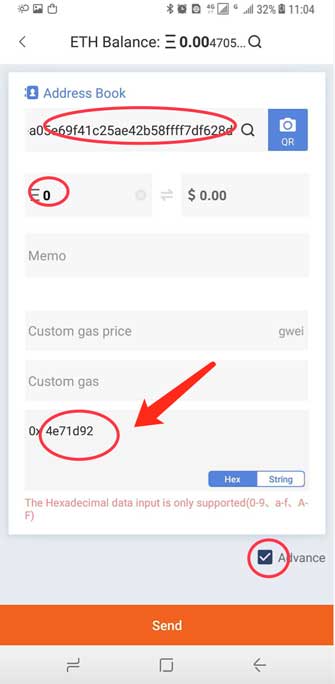 4G G 32% 11:04
ETH Balance: Ξ 0.004705...
Address Book
a05e69f41c25ae42b58ffff7df628d
QR
Ξ 0
$ 0.00
Memo
Custom gas price gwei
Custom gas
0x 4e71d92
Hex String
The Hexadecimal data input is only supported(0-9、a-f、A-
F)
Advance
Send